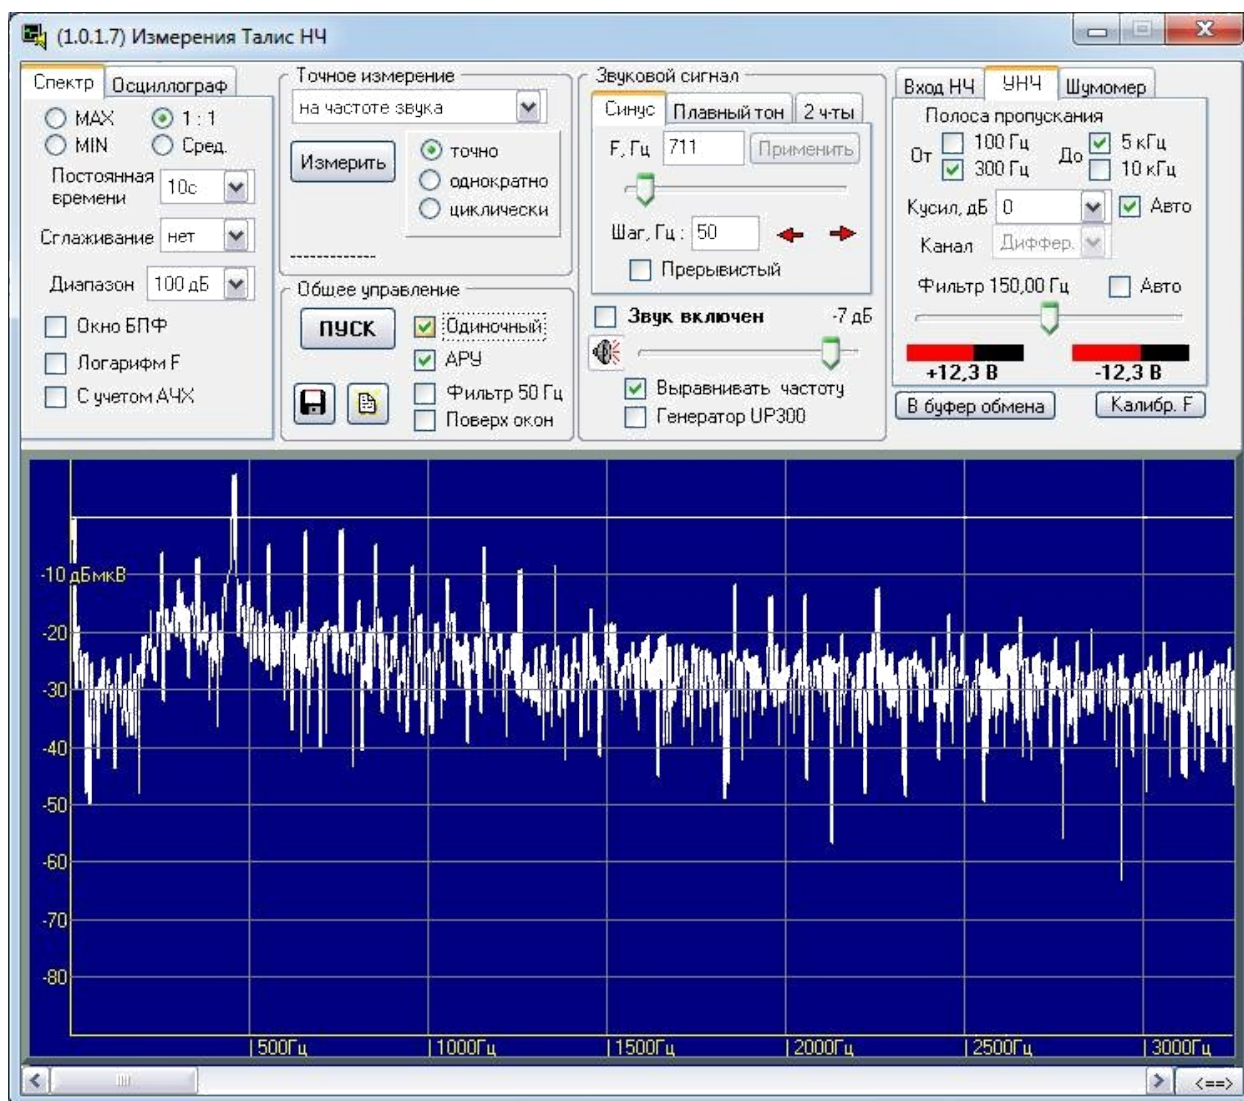 (1.0.1.7) Измерения Талис НЧ
Спектр Осциллограф
MAX 1 : 1
MIN Сред.
Постоянная времени 10с
Сглаживание нет
Диапазон 100 дБ
Окно БПФ
Логарифм F
С учетом АЧХ
Точное измерение
на частоте звука
Измерить
точно
однократно
циклически
-------------
Общее управление
ПУСК
Одиночный
АРУ
Фильтр 50 Гц
Поверх окон
Звуковой сигнал
Синус Плавный тон 2 ч-ты
F, Гц 711 Применить
Шаг, Гц : 50
Прерывистый
Звук включен -7 дБ
Выравнивать частоту
Генератор UP300
Вход НЧ УНЧ Шумомер
Полоса пропускания
От 100 Гц До 5 кГц
300 Гц 10 кГц
Кусил, дБ 0 Авто
Канал Диффер.
Фильтр 150,00 Гц Авто
+12,3 В -12,3 В
В буфер обмена Калибр. F
-10 дБмкВ
-20
-30
-40
-50
-60
-70
-80
500Гц 1000Гц 1500Гц 2000Гц 2500Гц 3000Гц
<==>